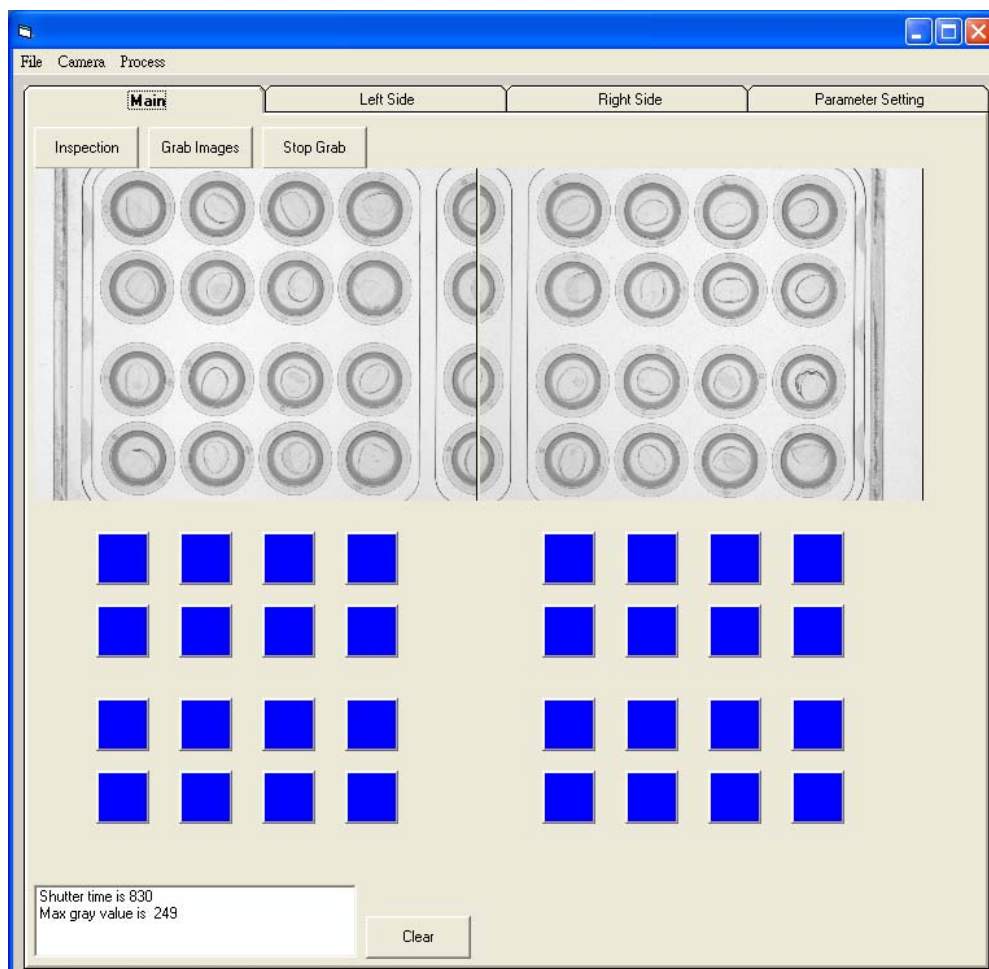 File Camera Process
Main Left Side Right Side Parameter Setting
Inspection Grab Images Stop Grab
Shutter time is 830
Max gray value is 249
Clear